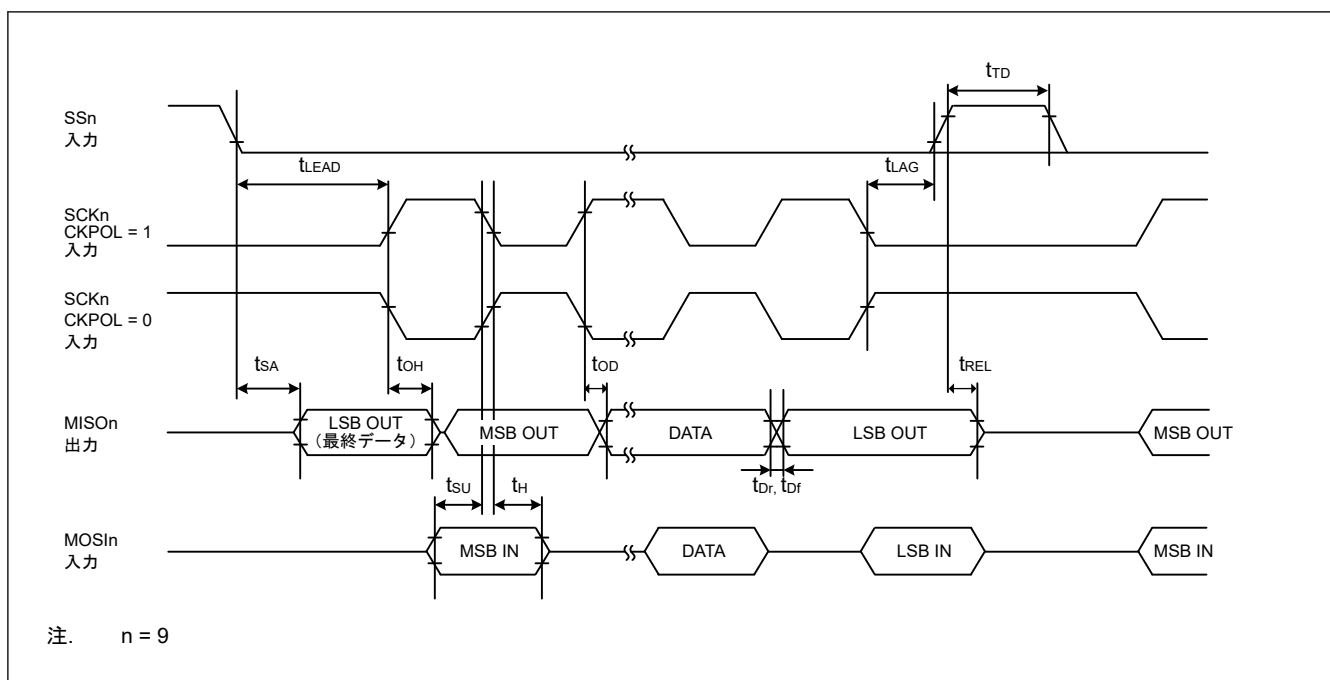 tTD
SSn
入力
tLEAD
tLAG
SCKn
CKPOL = 1
入力
SCKn
CKPOL = 0
入力
tSA
tOH
tOD
tREL
MISOn
出力
LSB OUT
（最終データ）
MSB OUT
DATA
LSB OUT
MSB OUT
tSU
tH
tDr, tDf
MOSIn
入力
MSB IN
DATA
LSB IN
MSB IN
注. n = 9